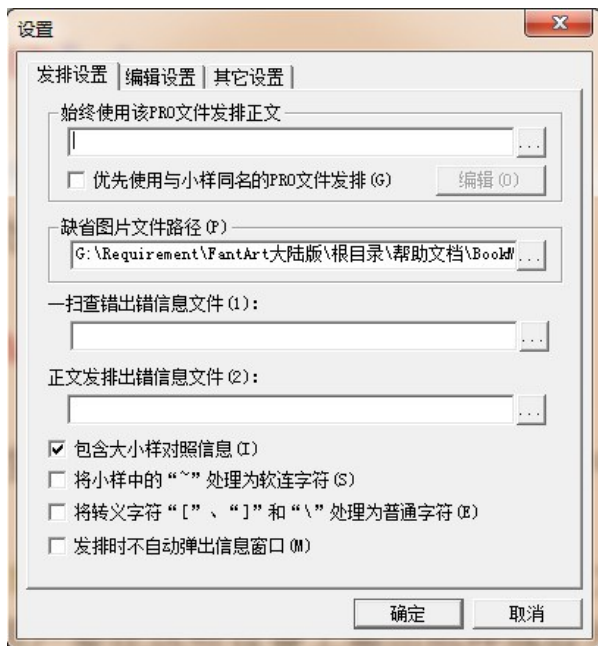 设置
发排设置 编辑设置 其它设置
始终使用该PRO文件发排正文
...
优先使用与小样同名的PRO文件发排(G) 编辑(O)
缺省图片文件路径(P)
G:\Requirement\FantArt大陆版\根目录\帮助文档\BookM ...
一扫查错出错信息文件(1):
...
正文发排出错信息文件(2):
...
包含大小样对照信息(I)
将小样中的“~”处理为软连字符(S)
将转义字符“[”、“]”和“\”处理为普通字符(E)
发排时不自动弹出信息窗口(M)
确定 取消